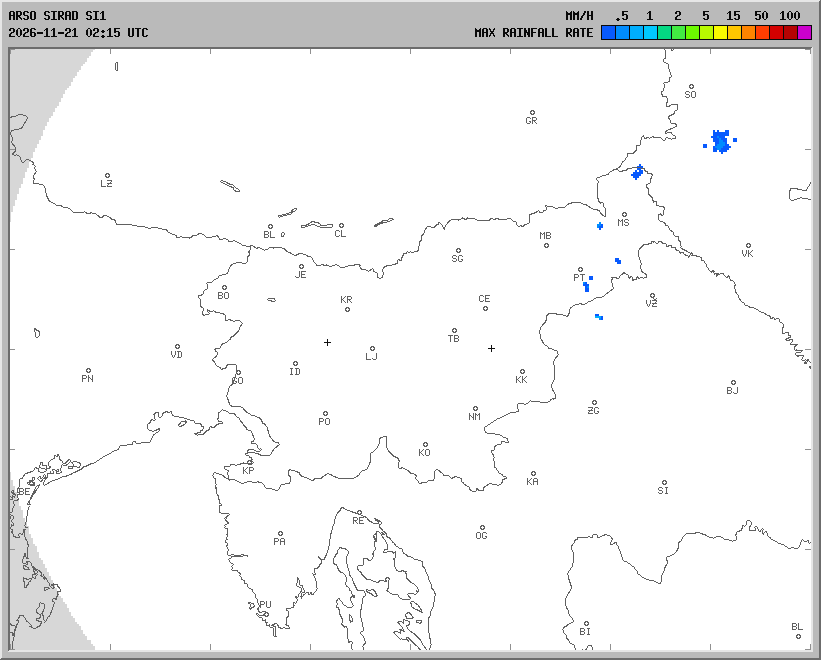 ARSO SIRAD SI1
MM/H .5 1 2 5 15 50 100
2026-11-21 02:15 UTC
MAX RAINFALL RATE
SO
GR
LZ
MS
BL
CL
MB
VK
SG
JE
PT
BO
KR
CE
VŽ
TB
VD
LJ
ID
PN
GO
KK
BJ
ZG
NM
PO
KO
KP
KA
BE
SI
RE
OG
PA
PU
BI
BL